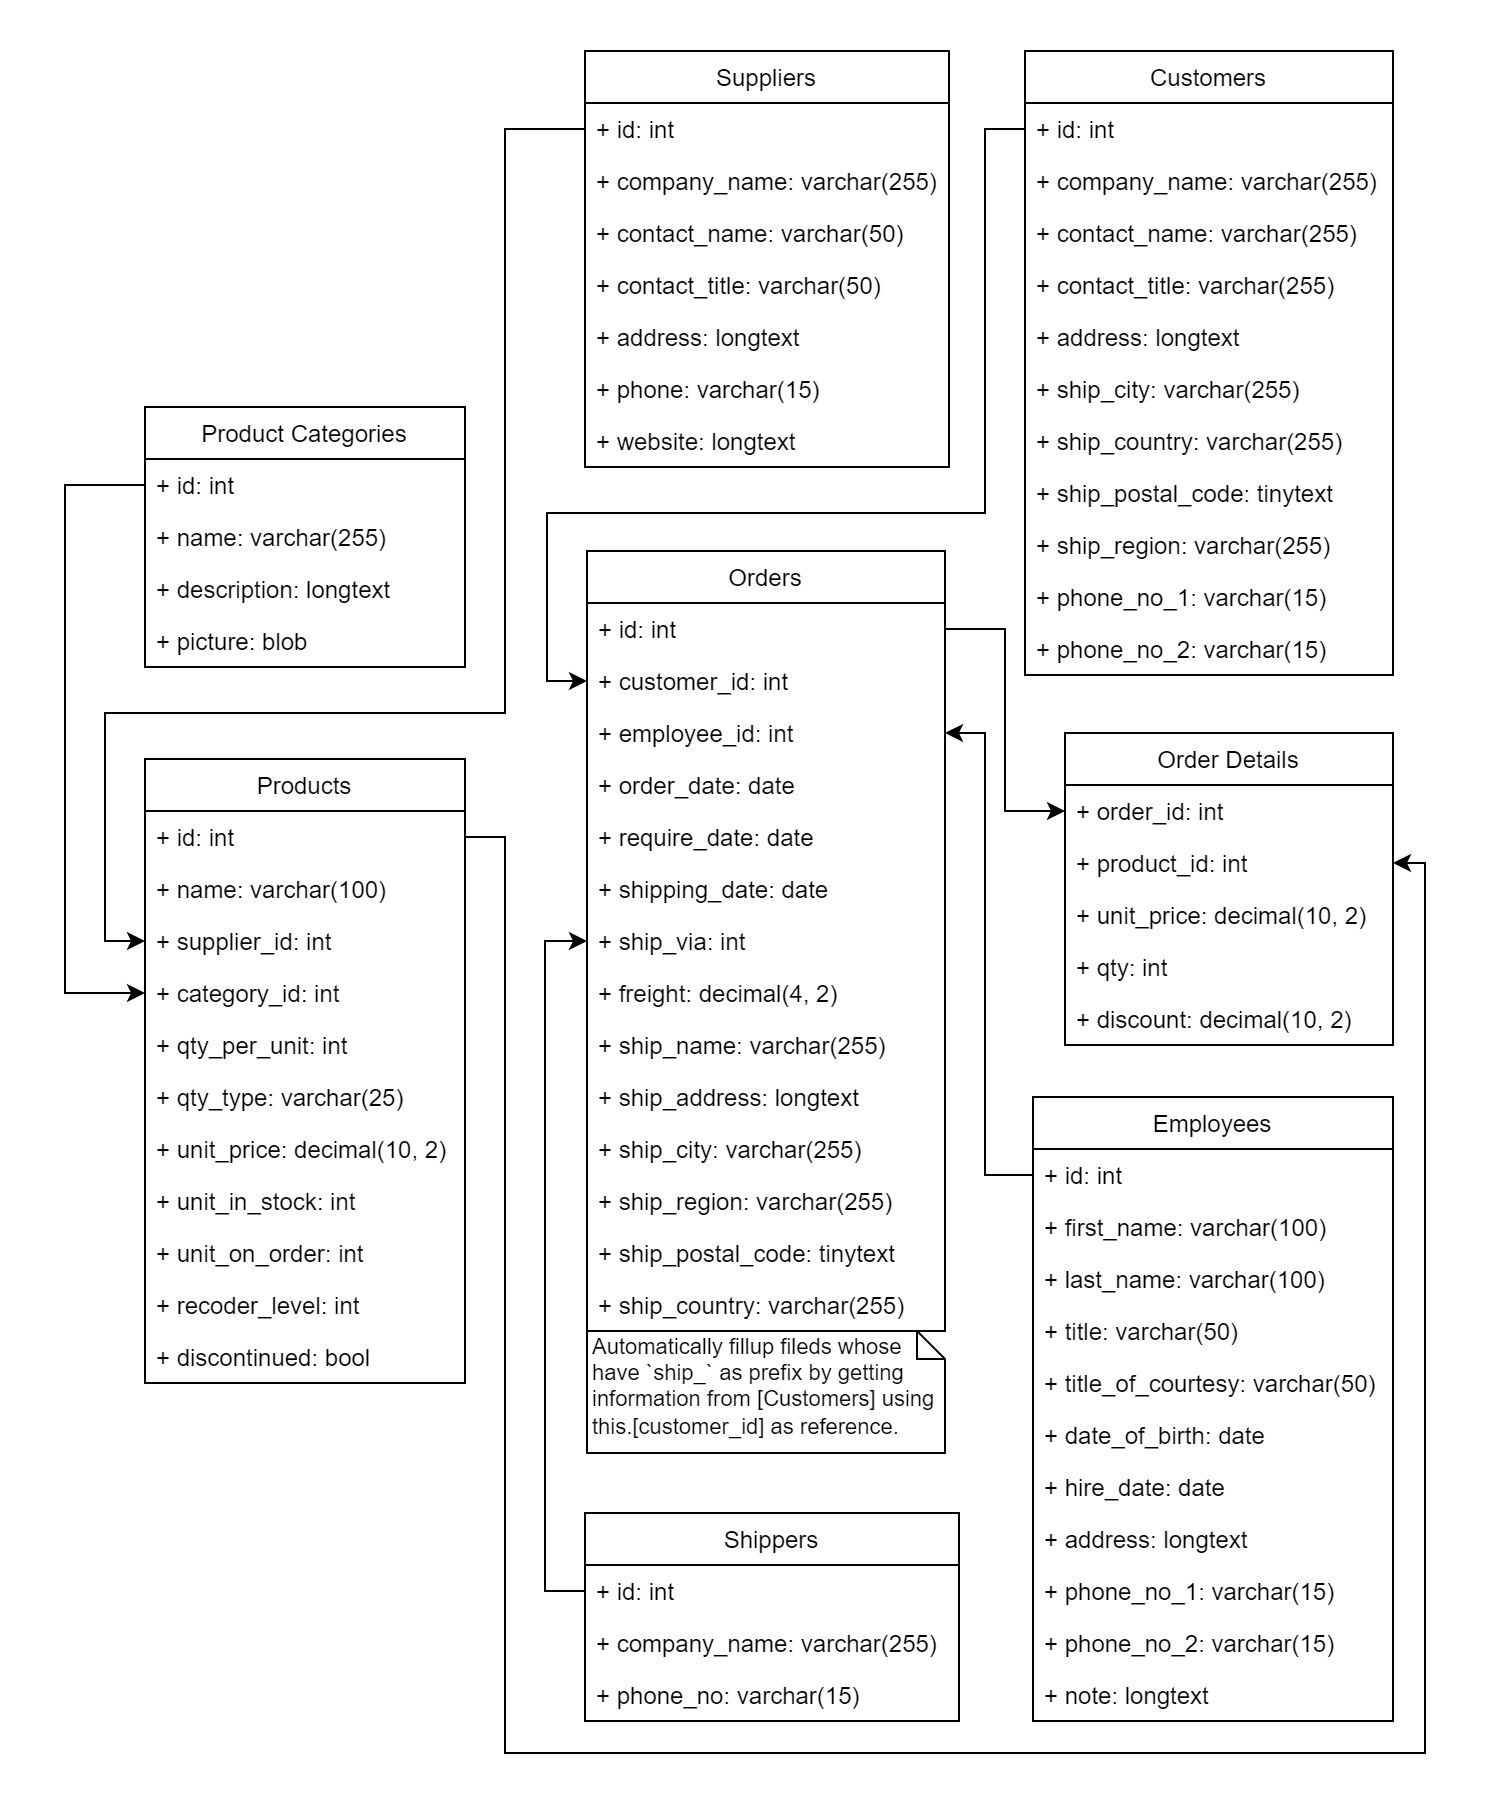 Suppliers
+ id: int
+ company_name: varchar(255)
+ contact_name: varchar(50)
+ contact_title: varchar(50)
+ address: longtext
+ phone: varchar(15)
+ website: longtext
Customers
+ id: int
+ company_name: varchar(255)
+ contact_name: varchar(255)
+ contact_title: varchar(255)
+ address: longtext
+ ship_city: varchar(255)
+ ship_country: varchar(255)
+ ship_postal_code: tinytext
+ ship_region: varchar(255)
+ phone_no_1: varchar(15)
+ phone_no_2: varchar(15)
Product Categories
+ id: int
+ name: varchar(255)
+ description: longtext
+ picture: blob
Orders
+ id: int
+ customer_id: int
+ employee_id: int
+ order_date: date
+ require_date: date
+ shipping_date: date
+ ship_via: int
+ freight: decimal(4, 2)
+ ship_name: varchar(255)
+ ship_address: longtext
+ ship_city: varchar(255)
+ ship_region: varchar(255)
+ ship_postal_code: tinytext
+ ship_country: varchar(255)
Automatically fillup fileds whose
have `ship_` as prefix by getting
information from [Customers] using
this.[customer_id] as reference.
Order Details
+ order_id: int
+ product_id: int
+ unit_price: decimal(10, 2)
+ qty: int
+ discount: decimal(10, 2)
Products
+ id: int
+ name: varchar(100)
+ supplier_id: int
+ category_id: int
+ qty_per_unit: int
+ qty_type: varchar(25)
+ unit_price: decimal(10, 2)
+ unit_in_stock: int
+ unit_on_order: int
+ recoder_level: int
+ discontinued: bool
Employees
+ id: int
+ first_name: varchar(100)
+ last_name: varchar(100)
+ title: varchar(50)
+ title_of_courtesy: varchar(50)
+ date_of_birth: date
+ hire_date: date
+ address: longtext
+ phone_no_1: varchar(15)
+ phone_no_2: varchar(15)
+ note: longtext
Shippers
+ id: int
+ company_name: varchar(255)
+ phone_no: varchar(15)